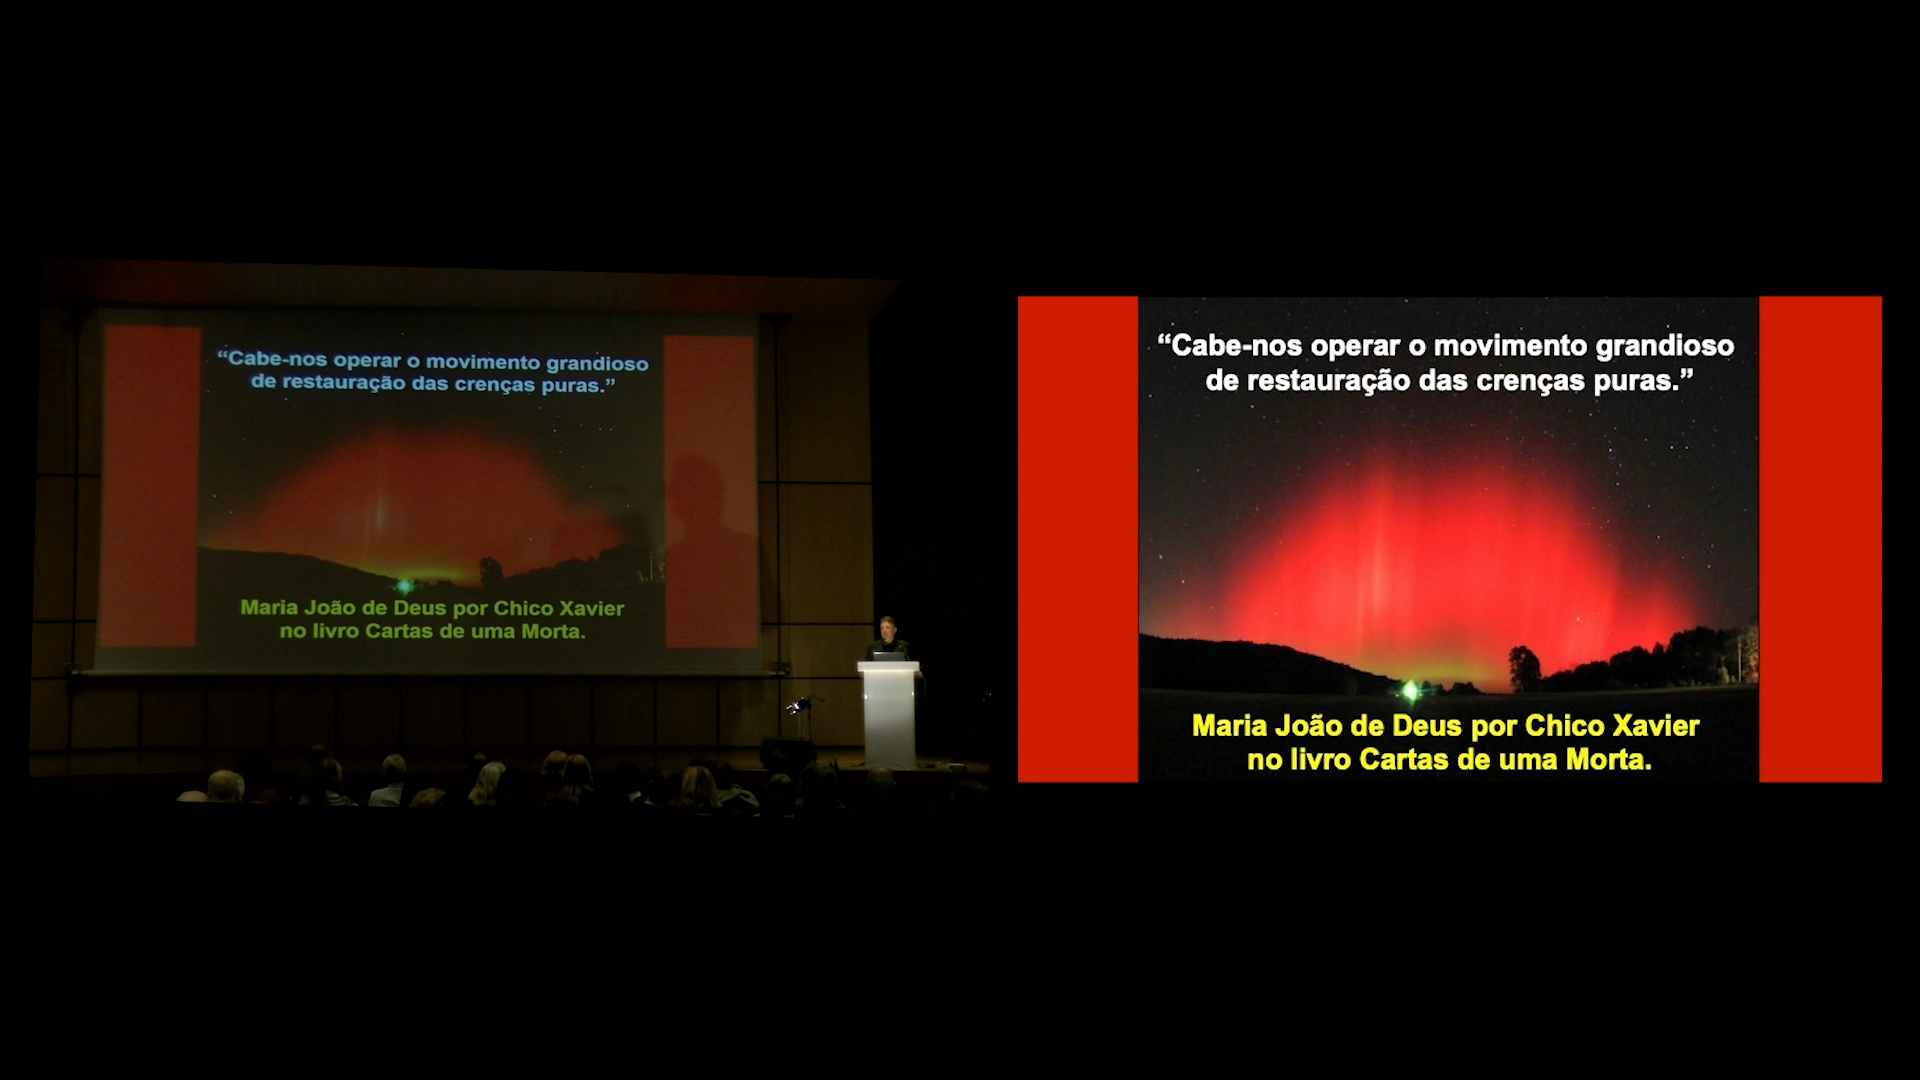 “Cabe-nos operar o movimento grandioso
de restauração das crenças puras.”
Maria João de Deus por Chico Xavier
no livro Cartas de uma Morta.
“Cabe-nos operar o movimento grandioso
de restauração das crenças puras.”
Maria João de Deus por Chico Xavier
no livro Cartas de uma Morta.